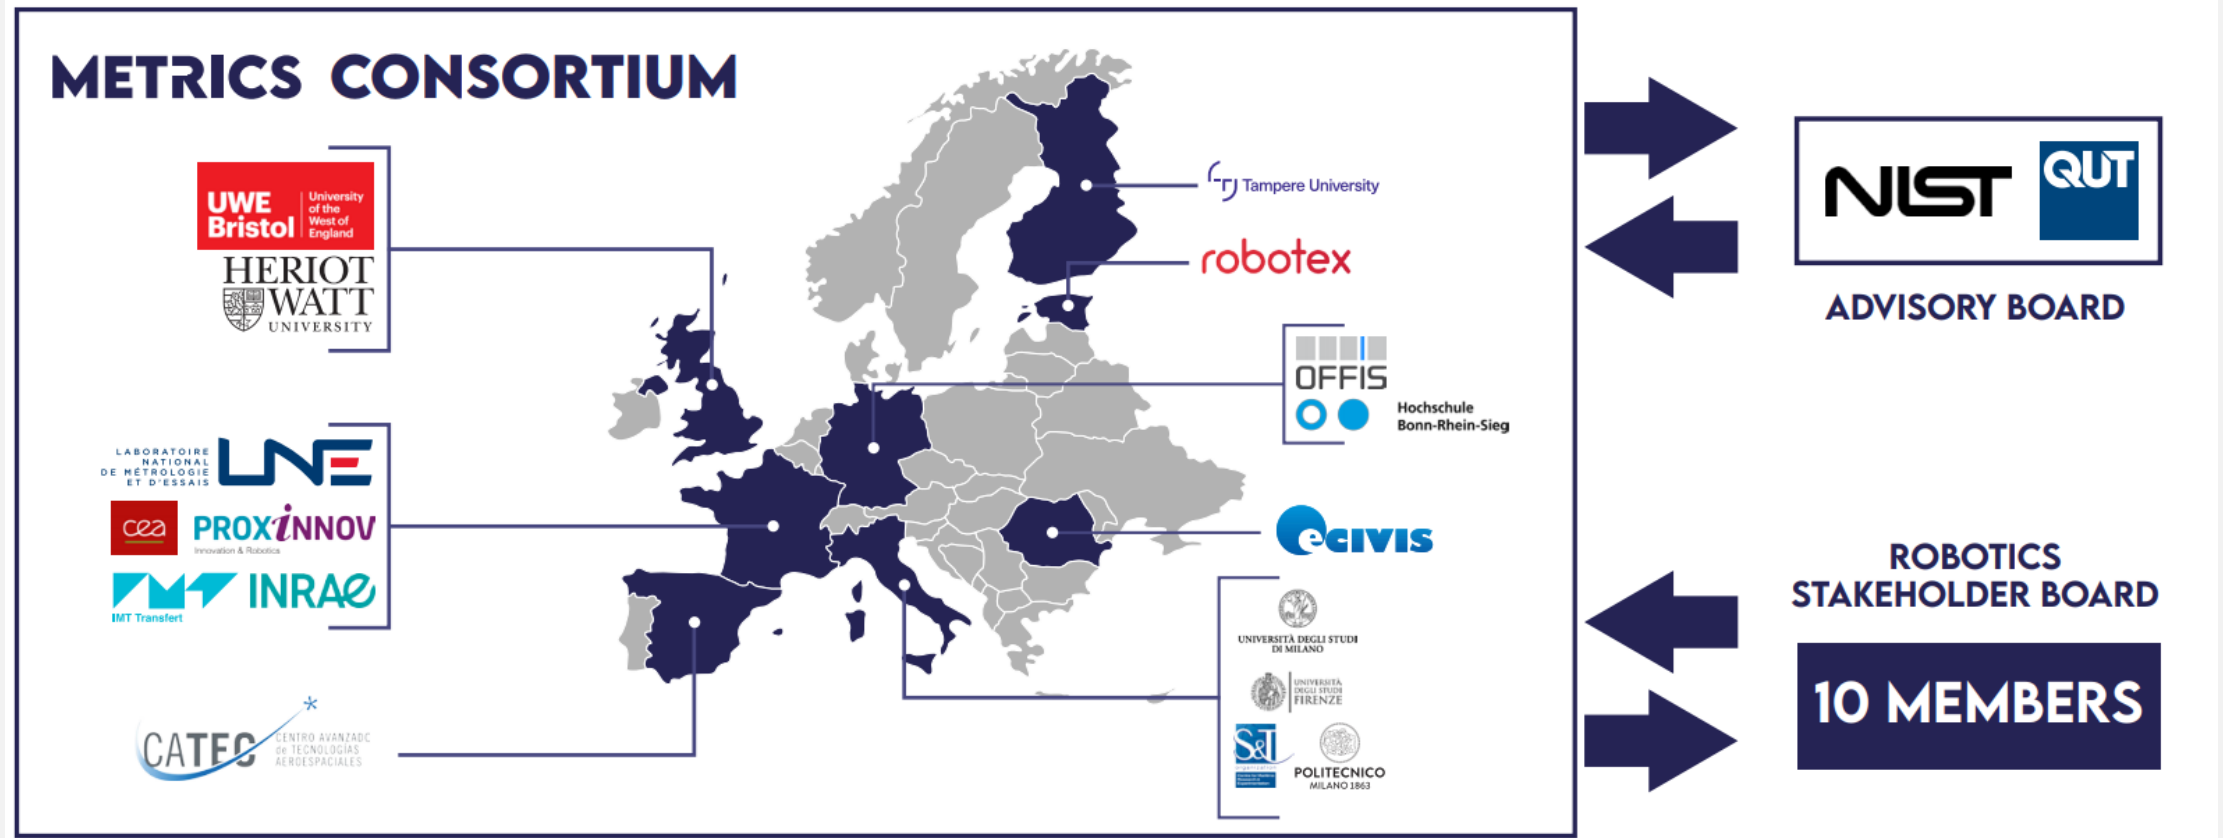 METRICS CONSORTIUM
UWE
Bristol
University
of the
West of
England
HERIOT
WATT
UNIVERSITY
LABORATOIRE
NATIONAL
DE MÉTROLOGIE
ET D'ESSAIS
LNE
cea
PROXiNNOV
Innovation & Robotics
IMT
IMT Transfert
INRAE
CATEC
CENTRO AVANZADO
de TECNOLOGÍAS
AEROESPACIALES
Tampere University
robotex
OFFIS
Hochschule
Bonn-Rhein-Sieg
eCIVIS
UNIVERSITÀ DEGLI STUDI
DI MILANO
UNIVERSITÀ
DEGLI STUDI
FIRENZE
S&T
organization
POLITECNICO
MILANO 1863
NIST
QUT
ADVISORY BOARD
ROBOTICS
STAKEHOLDER BOARD
10 MEMBERS